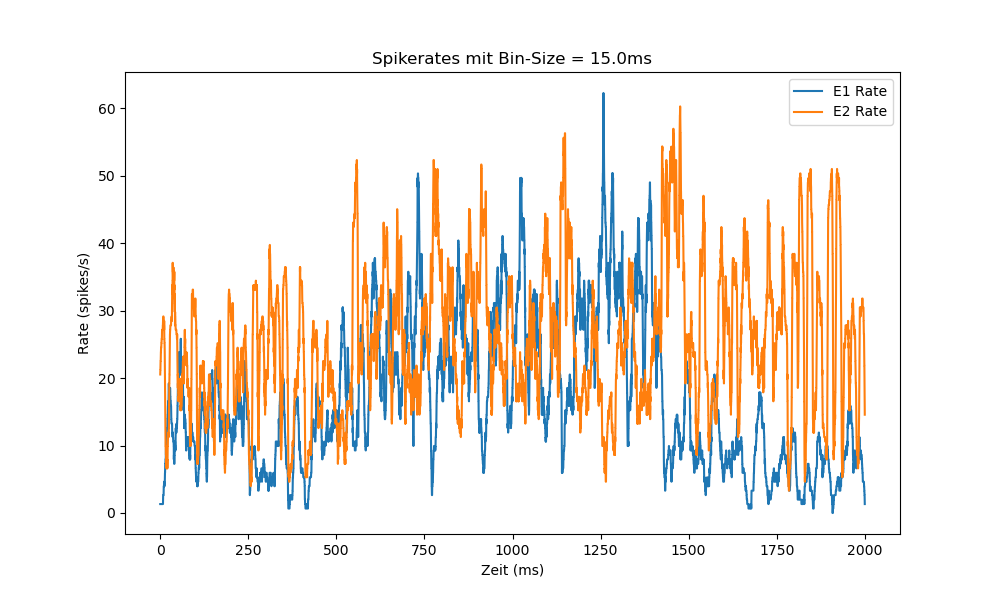 Spikerates mit Bin-Size = 15.0ms
E1 Rate
E2 Rate
Rate (spikes/s)
60
50
40
30
20
10
0
0 250 500 750 1000 1250 1500 1750 2000
Zeit (ms)